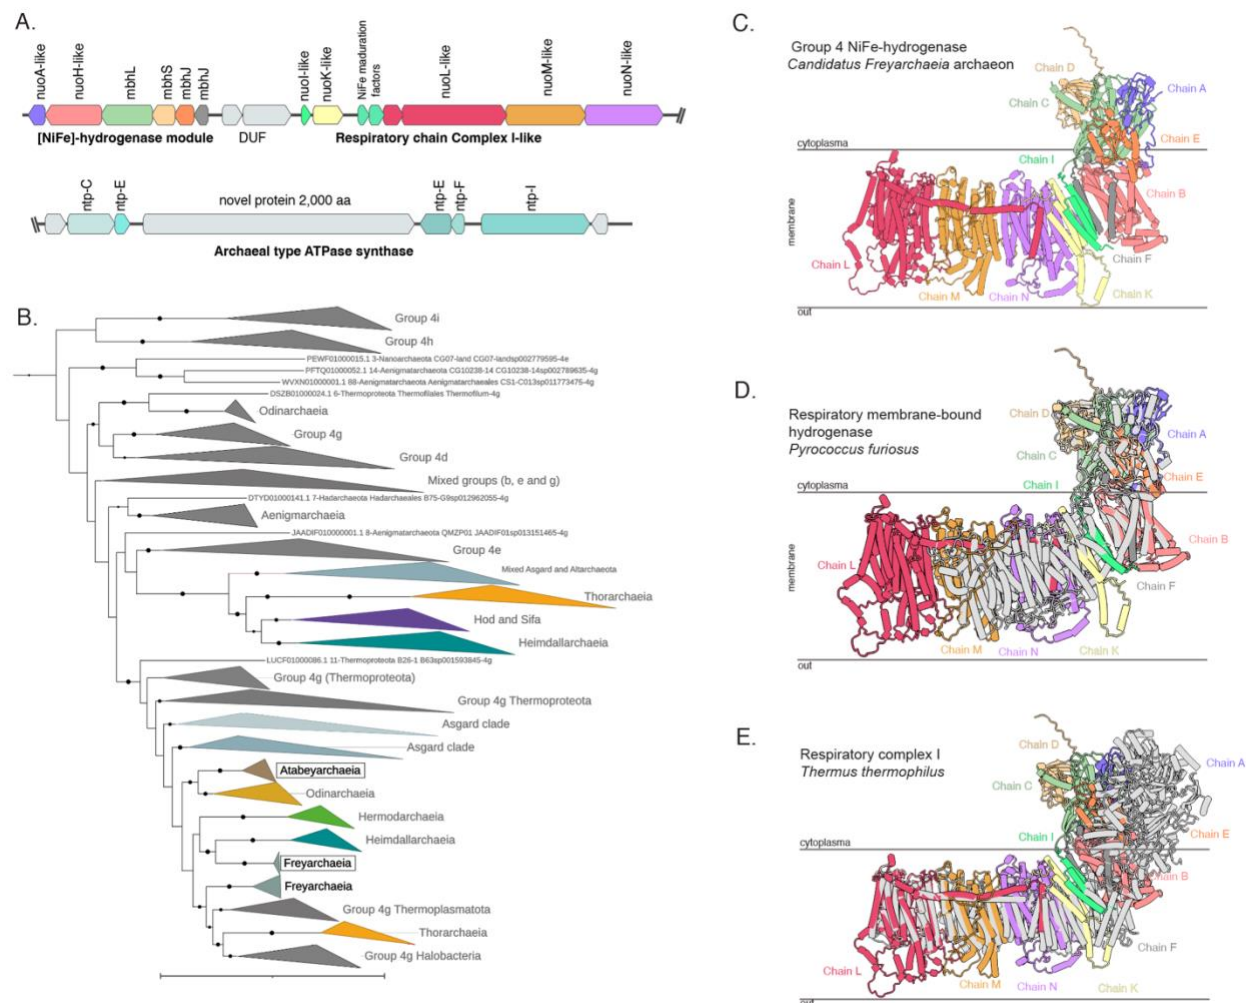 A.
nuoA-like
nuoH-like
mbhL
mbhS
mbhJ
mbhJ
nuoI-like
nuoK-like
NiFe maduration
factors
nuoL-like
nuoM-like
nuoN-like
[NiFe]-hydrogenase module
DUF
Respiratory chain Complex I-like
ntp-C
ntp-E
novel protein 2,000 aa
ntp-E
ntp-F
ntp-I
Archaeal type ATPase synthase
B.
Group 4i
Group 4h
PEWF01000015.1 3-Nanoarchaeota CG07-land CG07-landsp002779595-4e
PFTQ01000052.1 14-Aenigmatarchaeota CG10238-14 CG10238-14sp002789635-4g
WVXN01000001.1 88-Aenigmatarchaeota Aenigmatarchaeales CS1-C013sp011773475-4g
DSZB01000024.1 6-Thermoproteota Thermofilales Thermofilum-4g
Odinarchaeia
Group 4g
Group 4d
Mixed groups (b, e and g)
DTYD01000141.1 7-Hadarchaeota Hadarchaeales B75-G9sp012962055-4g
Aenigmarchaeia
JAADIF010000001.1 8-Aenigmatarchaeota QMZP01 JAADIF01sp013151465-4g
Group 4e
Mixed Asgard and Altarchaeota
Thorarchaeia
Hod and Sifa
Heimdallarchaeia
LUCF01000086.1 11-Thermoproteota B26-1 B63sp001593845-4g
Group 4g (Thermoproteota)
Group 4g Thermoproteota
Asgard clade
Asgard clade
Atabeyarchaeia
Odinarchaeia
Hermodarchaeia
Heimdallarchaeia
Freyarchaeia
Freyarchaeia
Group 4g Thermoplasmatota
Thorarchaeia
Group 4g Halobacteria
C.
Group 4 NiFe-hydrogenase
Candidatus Freyarchaeia archaeon
Chain D
Chain C
Chain A
Chain E
cytoplasma
Chain I
Chain B
membrane
Chain F
Chain L
Chain M
Chain N
Chain K
out
D.
Respiratory membrane-bound
hydrogenase
Pyrococcus furiosus
Chain D
Chain A
Chain C
Chain E
Chain I
cytoplasma
Chain B
membrane
Chain L
Chain F
Chain M
Chain N
Chain K
out
E.
Respiratory complex I
Thermus thermophilus
Chain D
Chain A
Chain C
Chain I
Chain E
cytoplasma
Chain B
Chain F
Chain L
Chain M
Chain N
Chain K
out